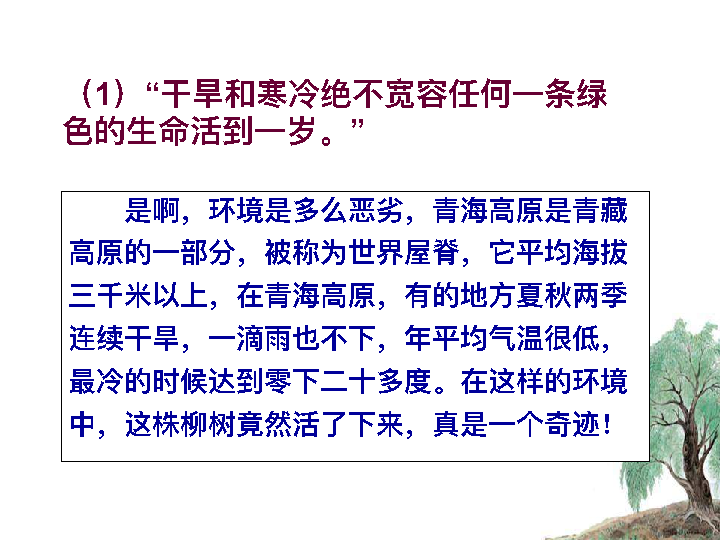 （1）“干旱和寒冷绝不宽容任何一条绿
色的生命活到一岁。”
是啊，环境是多么恶劣，青海高原是青藏
高原的一部分，被称为世界屋脊，它平均海拔
三千米以上，在青海高原，有的地方夏秋两季
连续干旱，一滴雨也不下，年平均气温很低，
最冷的时候达到零下二十多度。在这样的环境
中，这株柳树竟然活了下来，真是一个奇迹！